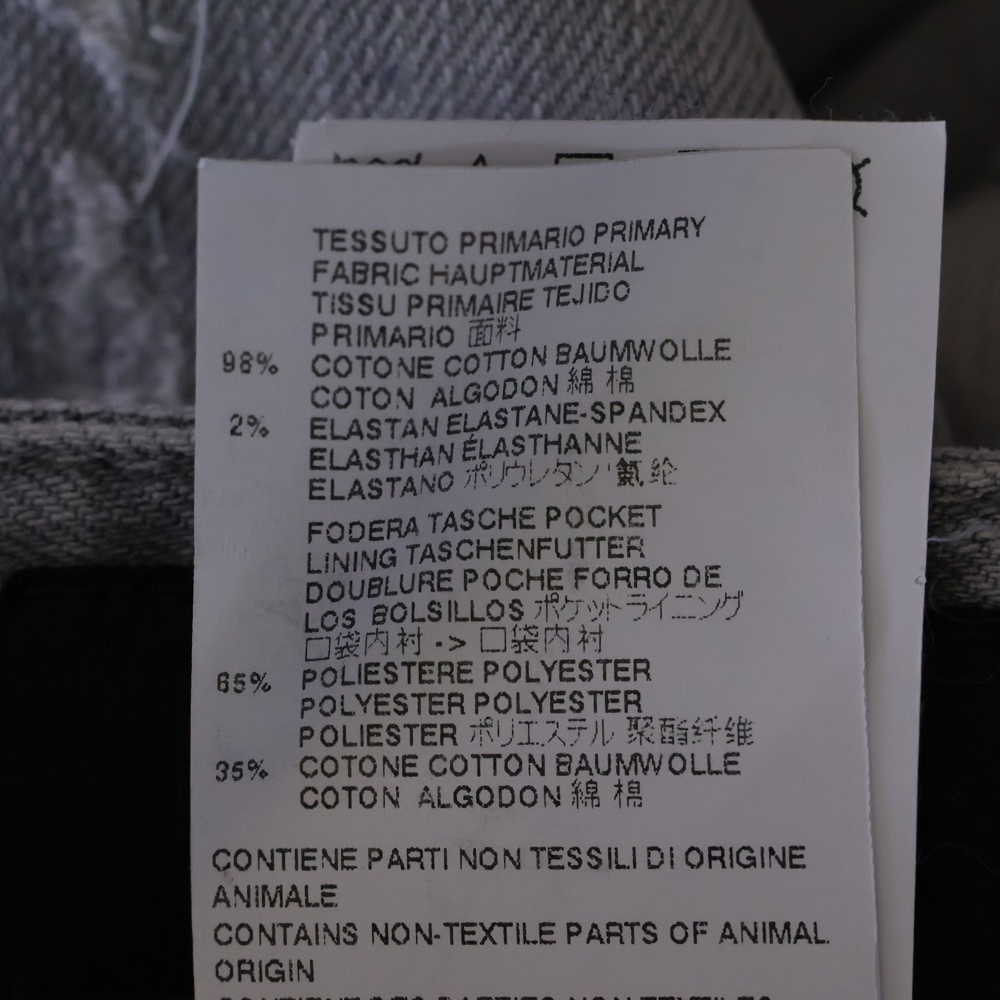 TESSUTO PRIMARIO PRIMARY
FABRIC HAUPTMATERIAL
TISSU PRIMAIRE TEJIDO
PRIMARIO 面料
98% COTONE COTTON BAUMWOLLE
COTON ALGODON 綿 棉
2% ELASTAN ELASTANE-SPANDEX
ELASTHAN ÉLASTHANNE
ELASTANO ポリウレタン 氨纶
FODERA TASCHE POCKET
LINING TASCHENFUTTER
DOUBLURE POCHE FORRO DE
LOS BOLSILLOS ポケットライニング
口袋内衬 -> 口袋内衬
65% POLIESTERE POLYESTER
POLYESTER POLYESTER
POLIESTER ポリエステル 聚酯纤维
35% COTONE COTTON BAUMWOLLE
COTON ALGODON 綿 棉
CONTIENE PARTI NON TESSILI DI ORIGINE
ANIMALE
CONTAINS NON-TEXTILE PARTS OF ANIMAL
ORIGIN